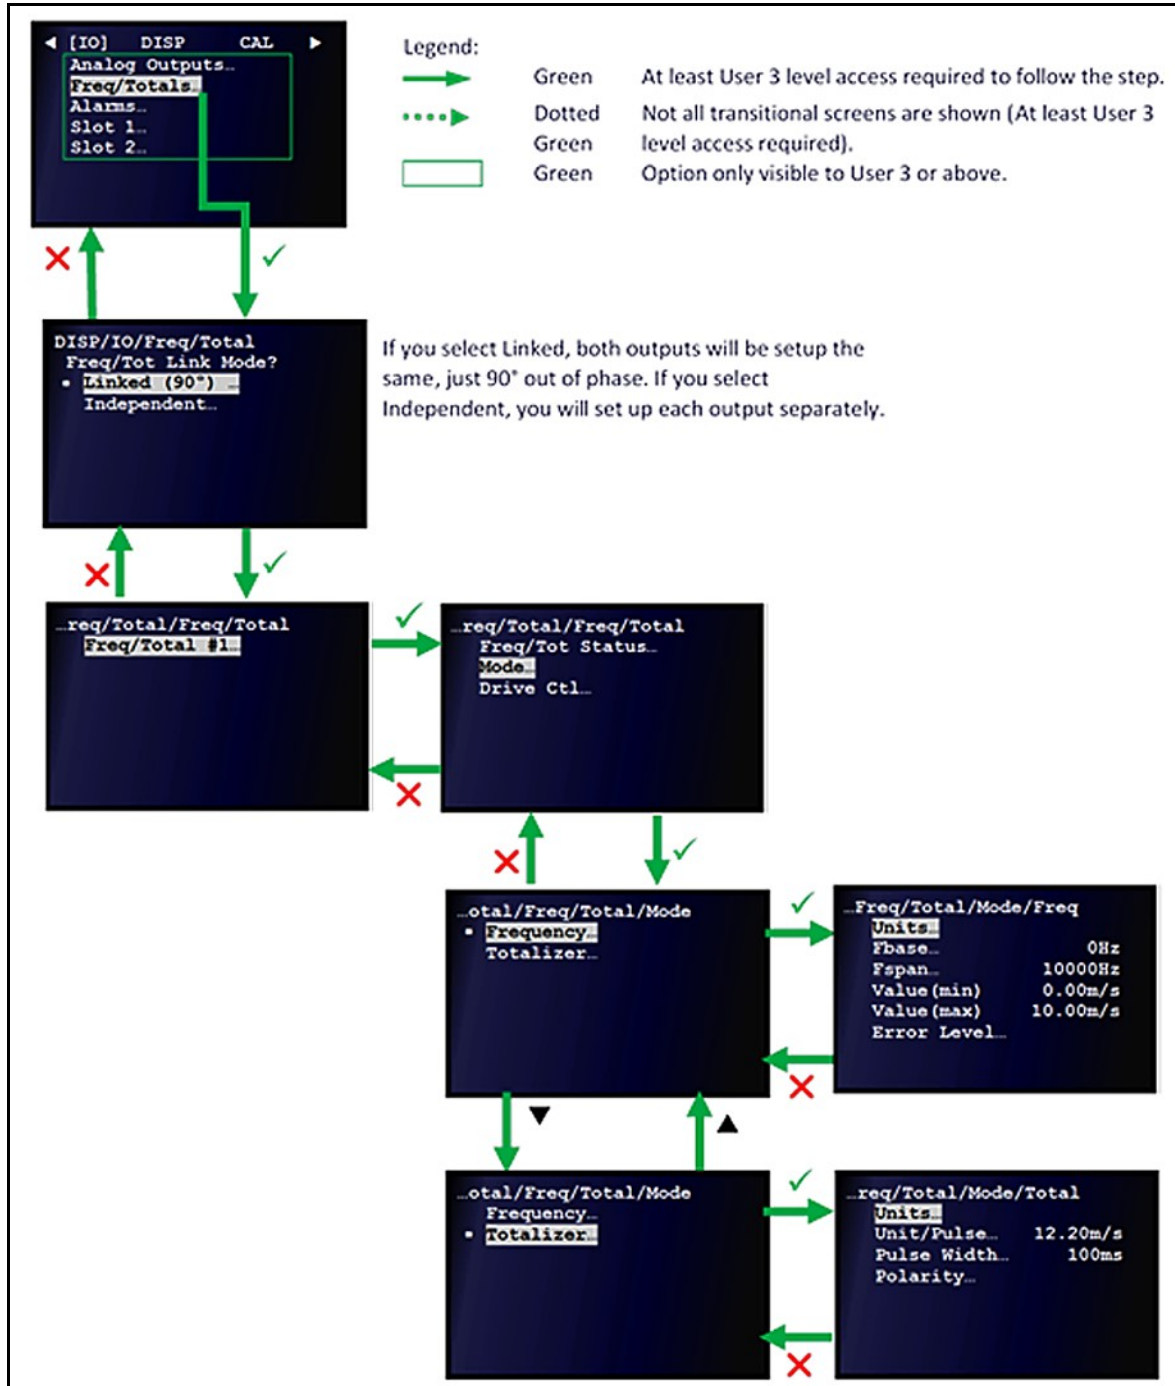 ◄ [IO] DISP CAL ►
Analog Outputs…
Freq/Totals…
Alarms…
Slot 1…
Slot 2…
Legend:
Green At least User 3 level access required to follow the step.
Dotted Not all transitional screens are shown (At least User 3
Green level access required).
Green Option only visible to User 3 or above.
DISP/IO/Freq/Total
Freq/Tot Link Mode?
Linked (90°) …
Independent…
If you select Linked, both outputs will be setup the
same, just 90° out of phase. If you select
Independent, you will set up each output separately.
…req/Total/Freq/Total
Freq/Total #1…
…req/Total/Freq/Total
Freq/Tot Status…
Mode…
Drive Ctl…
…otal/Freq/Total/Mode
Frequency…
Totalizer…
…Freq/Total/Mode/Freq
Units…
Fbase… 0Hz
Fspan… 10000Hz
Value(min) 0.00m/s
Value(max) 10.00m/s
Error Level…
…otal/Freq/Total/Mode
Frequency…
Totalizer…
…req/Total/Mode/Total
Units…
Unit/Pulse… 12.20m/s
Pulse Width… 100ms
Polarity…